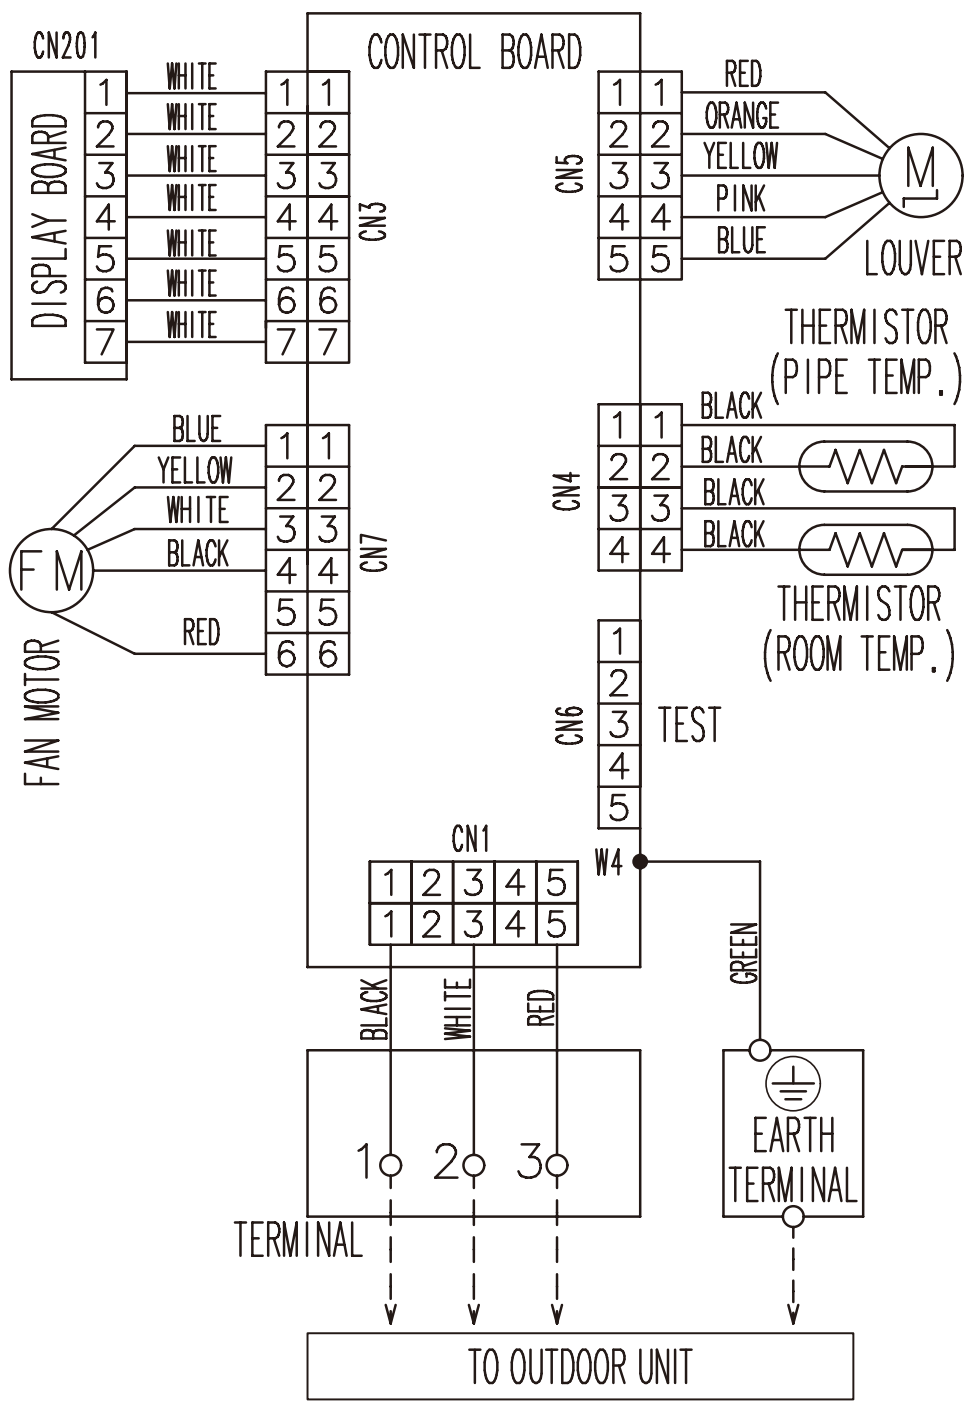 CONTROL BOARD
CN201
DISPLAY BOARD
1 WHITE 1 1
2 WHITE 2 2
3 WHITE 3 3
4 WHITE 4 4
5 WHITE 5 5
6 WHITE 6 6
7 WHITE 7 7
CN3
CN5
1 1 RED
2 2 ORANGE
3 3 YELLOW
4 4 PINK
5 5 BLUE
M
LOUVER
THERMISTOR
(PIPE TEMP.)
CN4
1 1 BLACK
2 2 BLACK
3 3 BLACK
4 4 BLACK
THERMISTOR
(ROOM TEMP.)
BLUE 1 1
YELLOW 2 2
WHITE 3 3
BLACK 4 4
5 5
RED 6 6
CN7
FM
FAN MOTOR
CN6
1
2
3
4
5
TEST
CN1
1 2 3 4 5
1 2 3 4 5
W4
GREEN
BLACK
WHITE
RED
1 2 3
TERMINAL
EARTH
TERMINAL
TO OUTDOOR UNIT